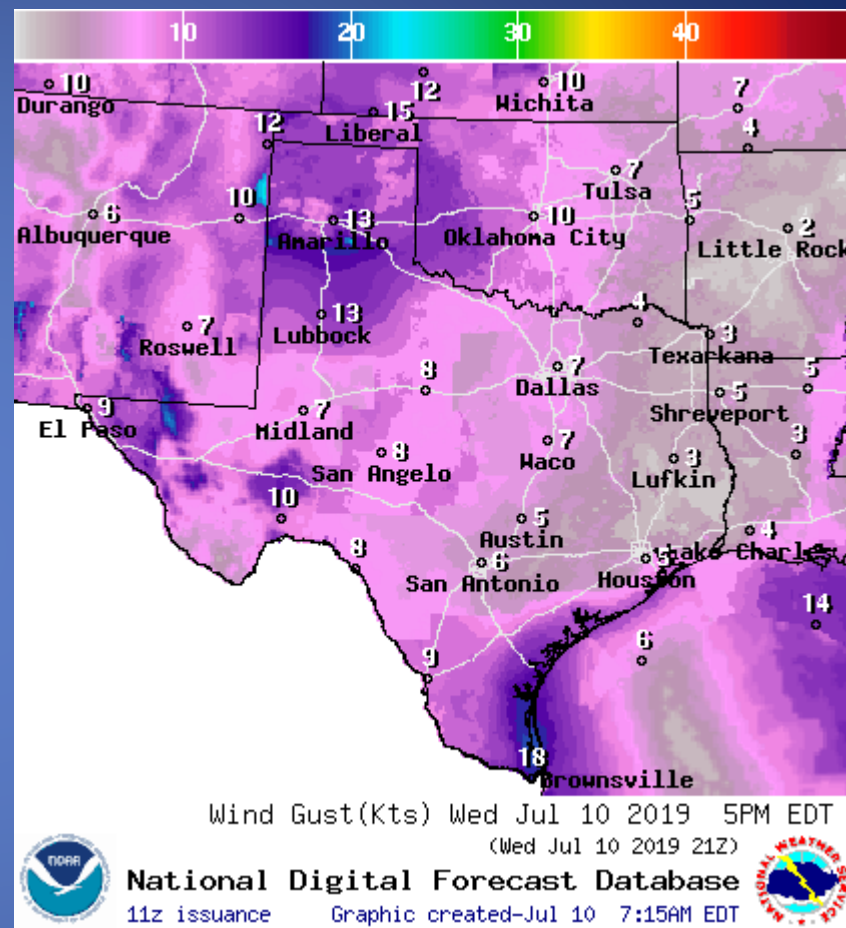 10 20 30 40
10 12 10 7
Durango Wichita
15
Liberal
12 4
7
Tulsa
10 5
6 13 10 2
Albuquerque Amarillo Oklahoma City Little Rock
13 4
7 3
Roswell Lubbock Texarkana
7
8 Dallas 5
9 7 5 Shreveport
El Paso Midland
7
8 Waco 3 3
San Angelo Lufkin
10 5 4
Austin
8 6 5 Lake Charles
San Antonio Houston
14
6
9
18
Brownsville
Wind Gust(Kts) Wed Jul 10 2019 5PM EDT
(Wed Jul 10 2019 21Z)
NOAA
National Digital Forecast Database
11z issuance Graphic created-Jul 10 7:15AM EDT
NATIONAL WEATHER SERVICE